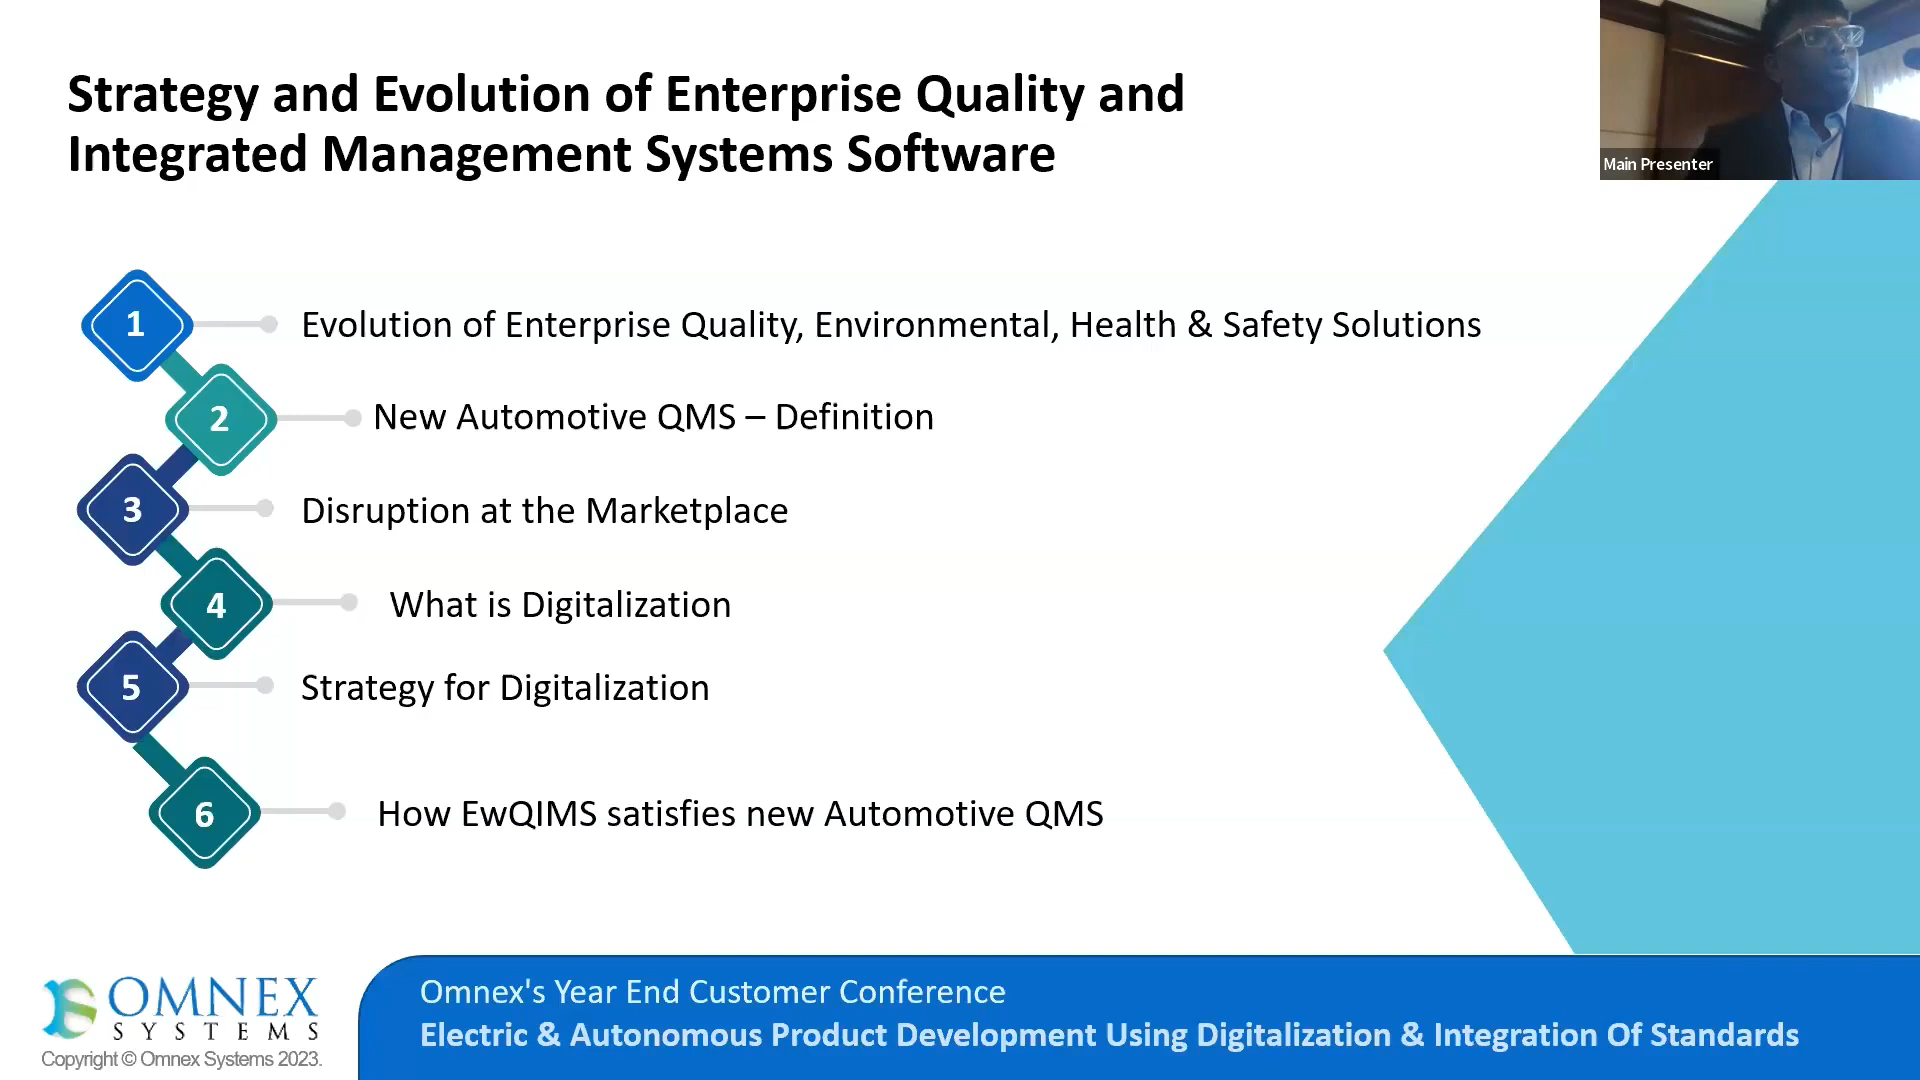 Strategy and Evolution of Enterprise Quality and
Integrated Management Systems Software
Main Presenter
1
Evolution of Enterprise Quality, Environmental, Health & Safety Solutions
2
New Automotive QMS – Definition
3
Disruption at the Marketplace
4
What is Digitalization
5
Strategy for Digitalization
6
How EwQIMS satisfies new Automotive QMS
OMNEX
SYSTEMS
Copyright © Omnex Systems 2023.
Omnex's Year End Customer Conference
Electric & Autonomous Product Development Using Digitalization & Integration Of Standards